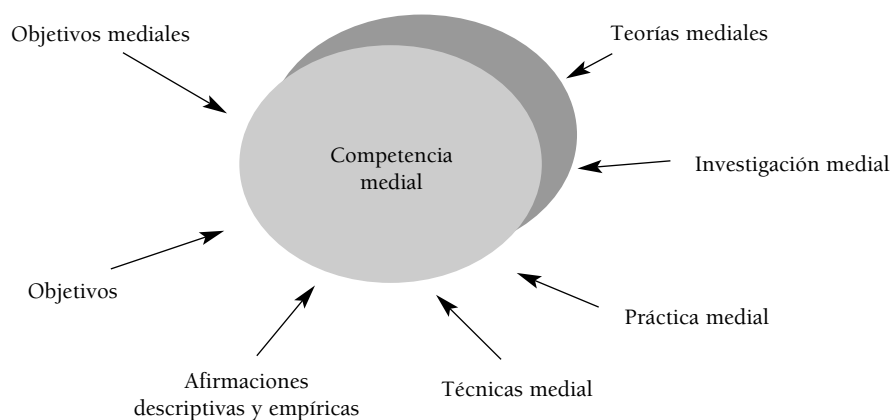 Objetivos mediales
Teorías mediales
Competencia
medial
Investigación medial
Objetivos
Práctica medial
Afirmaciones
descriptivas y empíricas
Técnicas medial